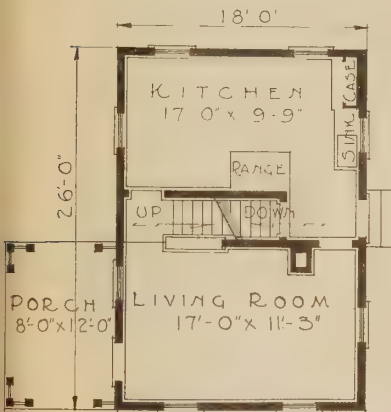 18'-0"
KITCHEN
17'0" x 9-9"
CASE
SINK
RANGE
26'-0"
UP
DOWN
PORCH
8'-0"x12'-0"
LIVING ROOM
17'-0" x 11'-3"